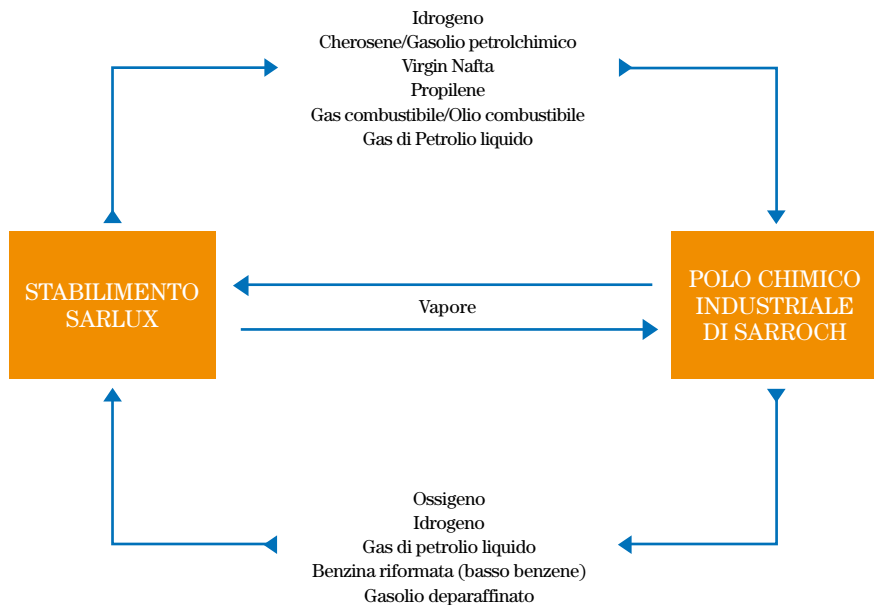 Idrogeno
Cherosene/Gasolio petrolchimico
Virgin Nafta
Propilene
Gas combustibile/Olio combustibile
Gas di Petrolio liquido
STABILIMENTO
SARLUX
Vapore
POLO CHIMICO
INDUSTRIALE
DI SARROCH
Ossigeno
Idrogeno
Gas di petrolio liquido
Benzina riformata (basso benzene)
Gasolio deparaffinato